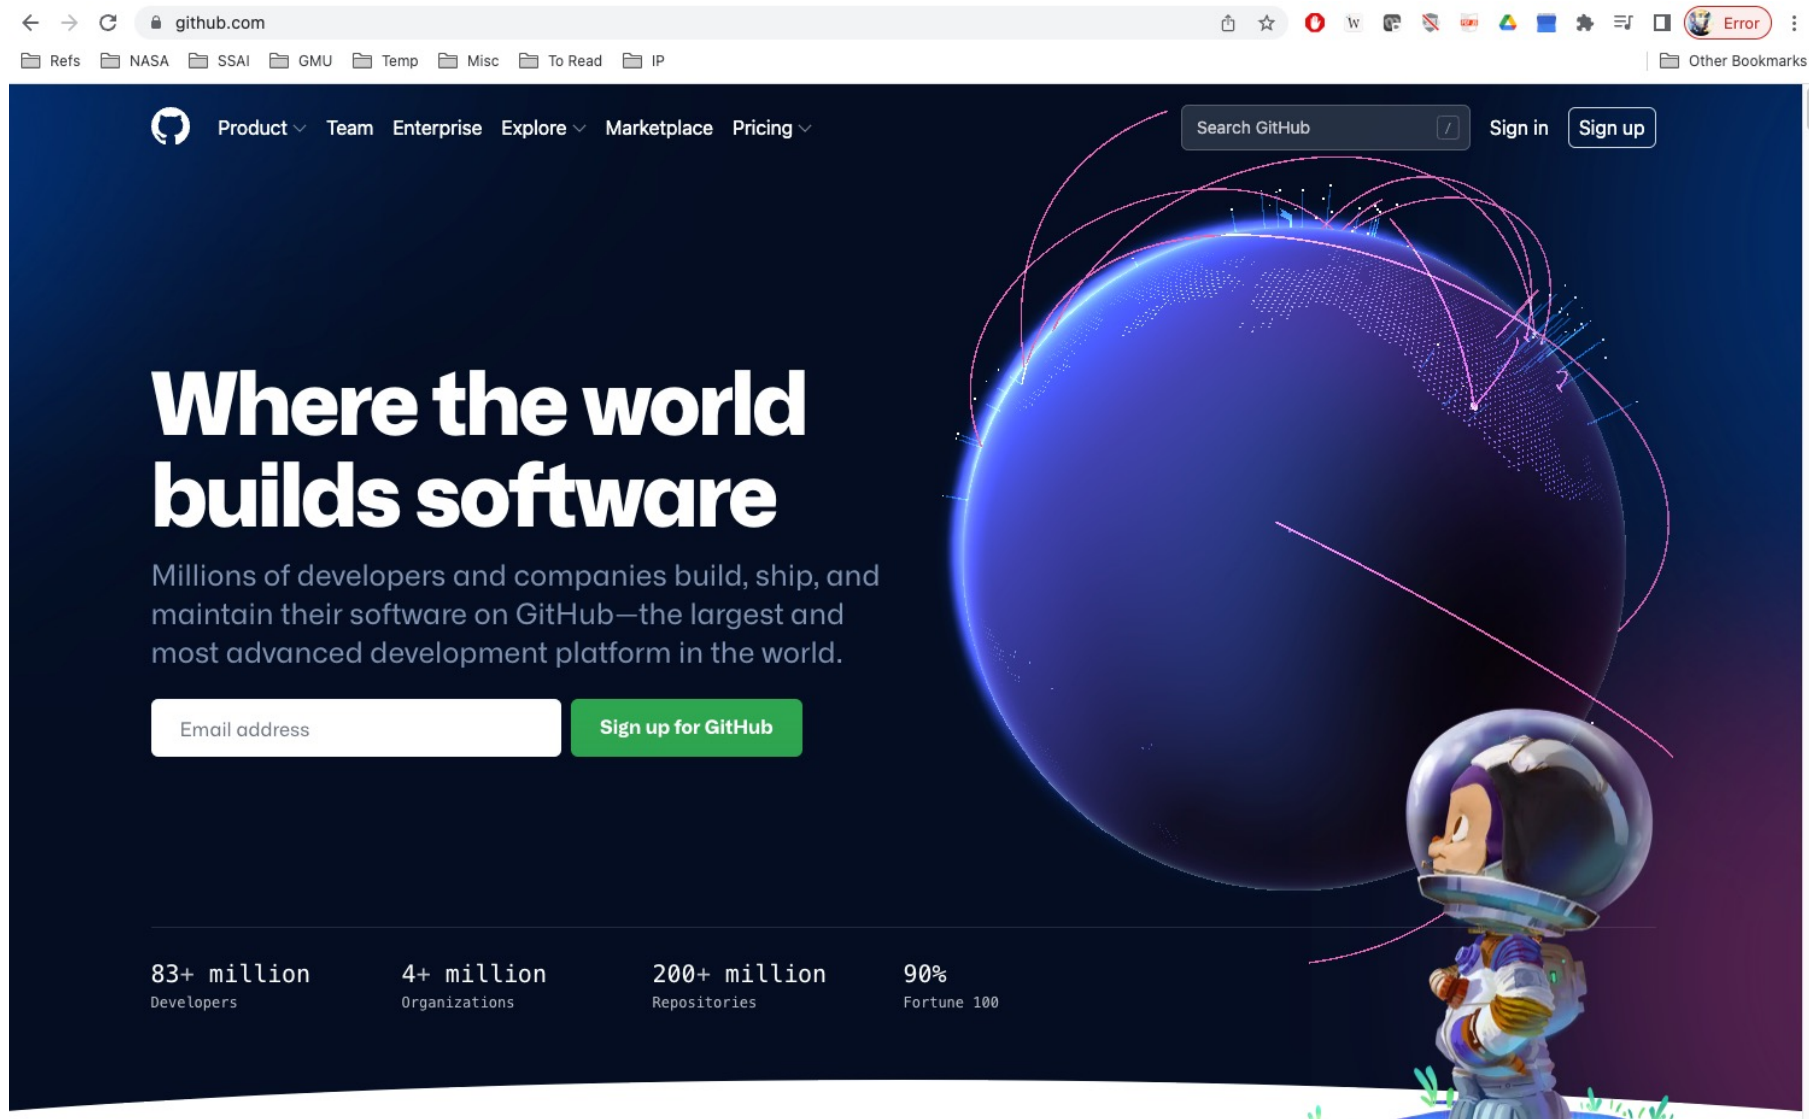 github.com
Error
Refs NASA SSAI GMU Temp Misc To Read IP
Other Bookmarks
Product Team Enterprise Explore Marketplace Pricing
Search GitHub /
Sign in Sign up
Where the world
builds software
Millions of developers and companies build, ship, and
maintain their software on GitHub—the largest and
most advanced development platform in the world.
Email address
Sign up for GitHub
83+ million 4+ million 200+ million 90%
Developers Organizations Repositories Fortune 100